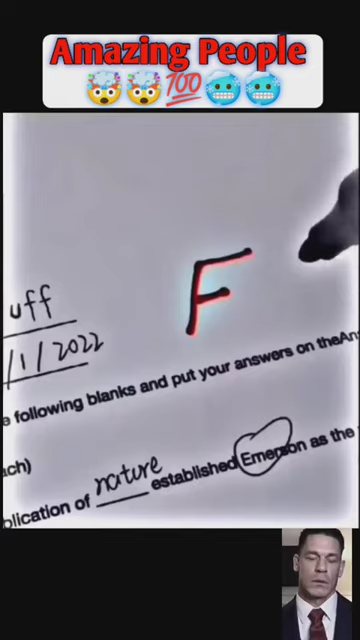 Amazing People
🤯🤯💯🥶🥶
F
uff
/1/2022
e following blanks and put your answers on theAn
ach)
plication of nature established Emerson as the